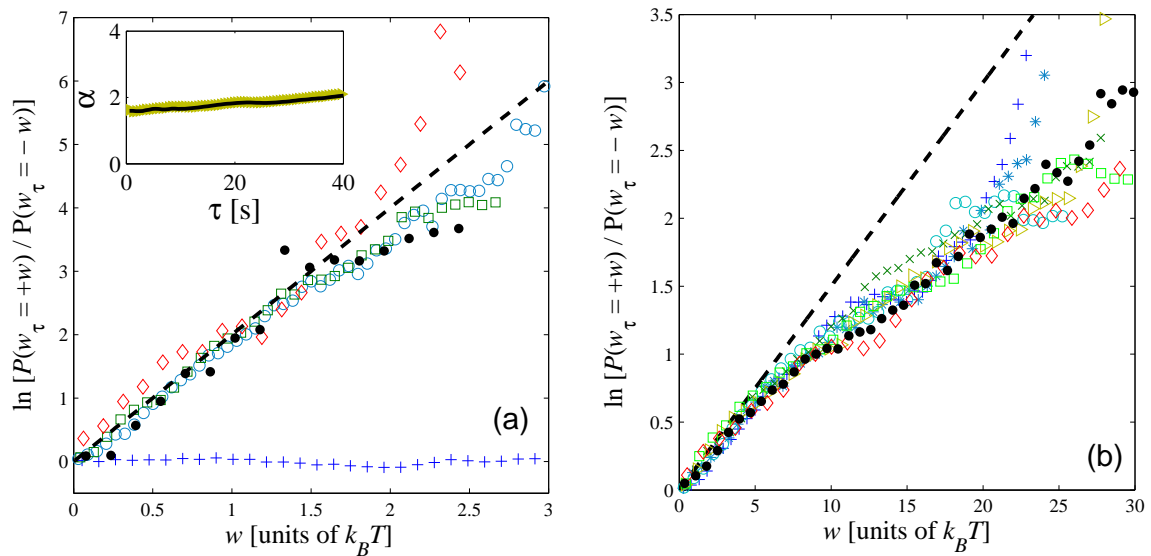 ln [P(w_τ = +w) / P(w_τ = − w)]
7
6
5
4
3
2
1
0
0 0.5 1 1.5 2 2.5 3
w [units of k_BT]
(a)
α
4
2
0
0 20 40
τ [s]
ln [P(w_τ = +w) / P(w_τ = − w)]
3.5
3
2.5
2
1.5
1
0.5
0
0 5 10 15 20 25 30
w [units of k_BT]
(b)